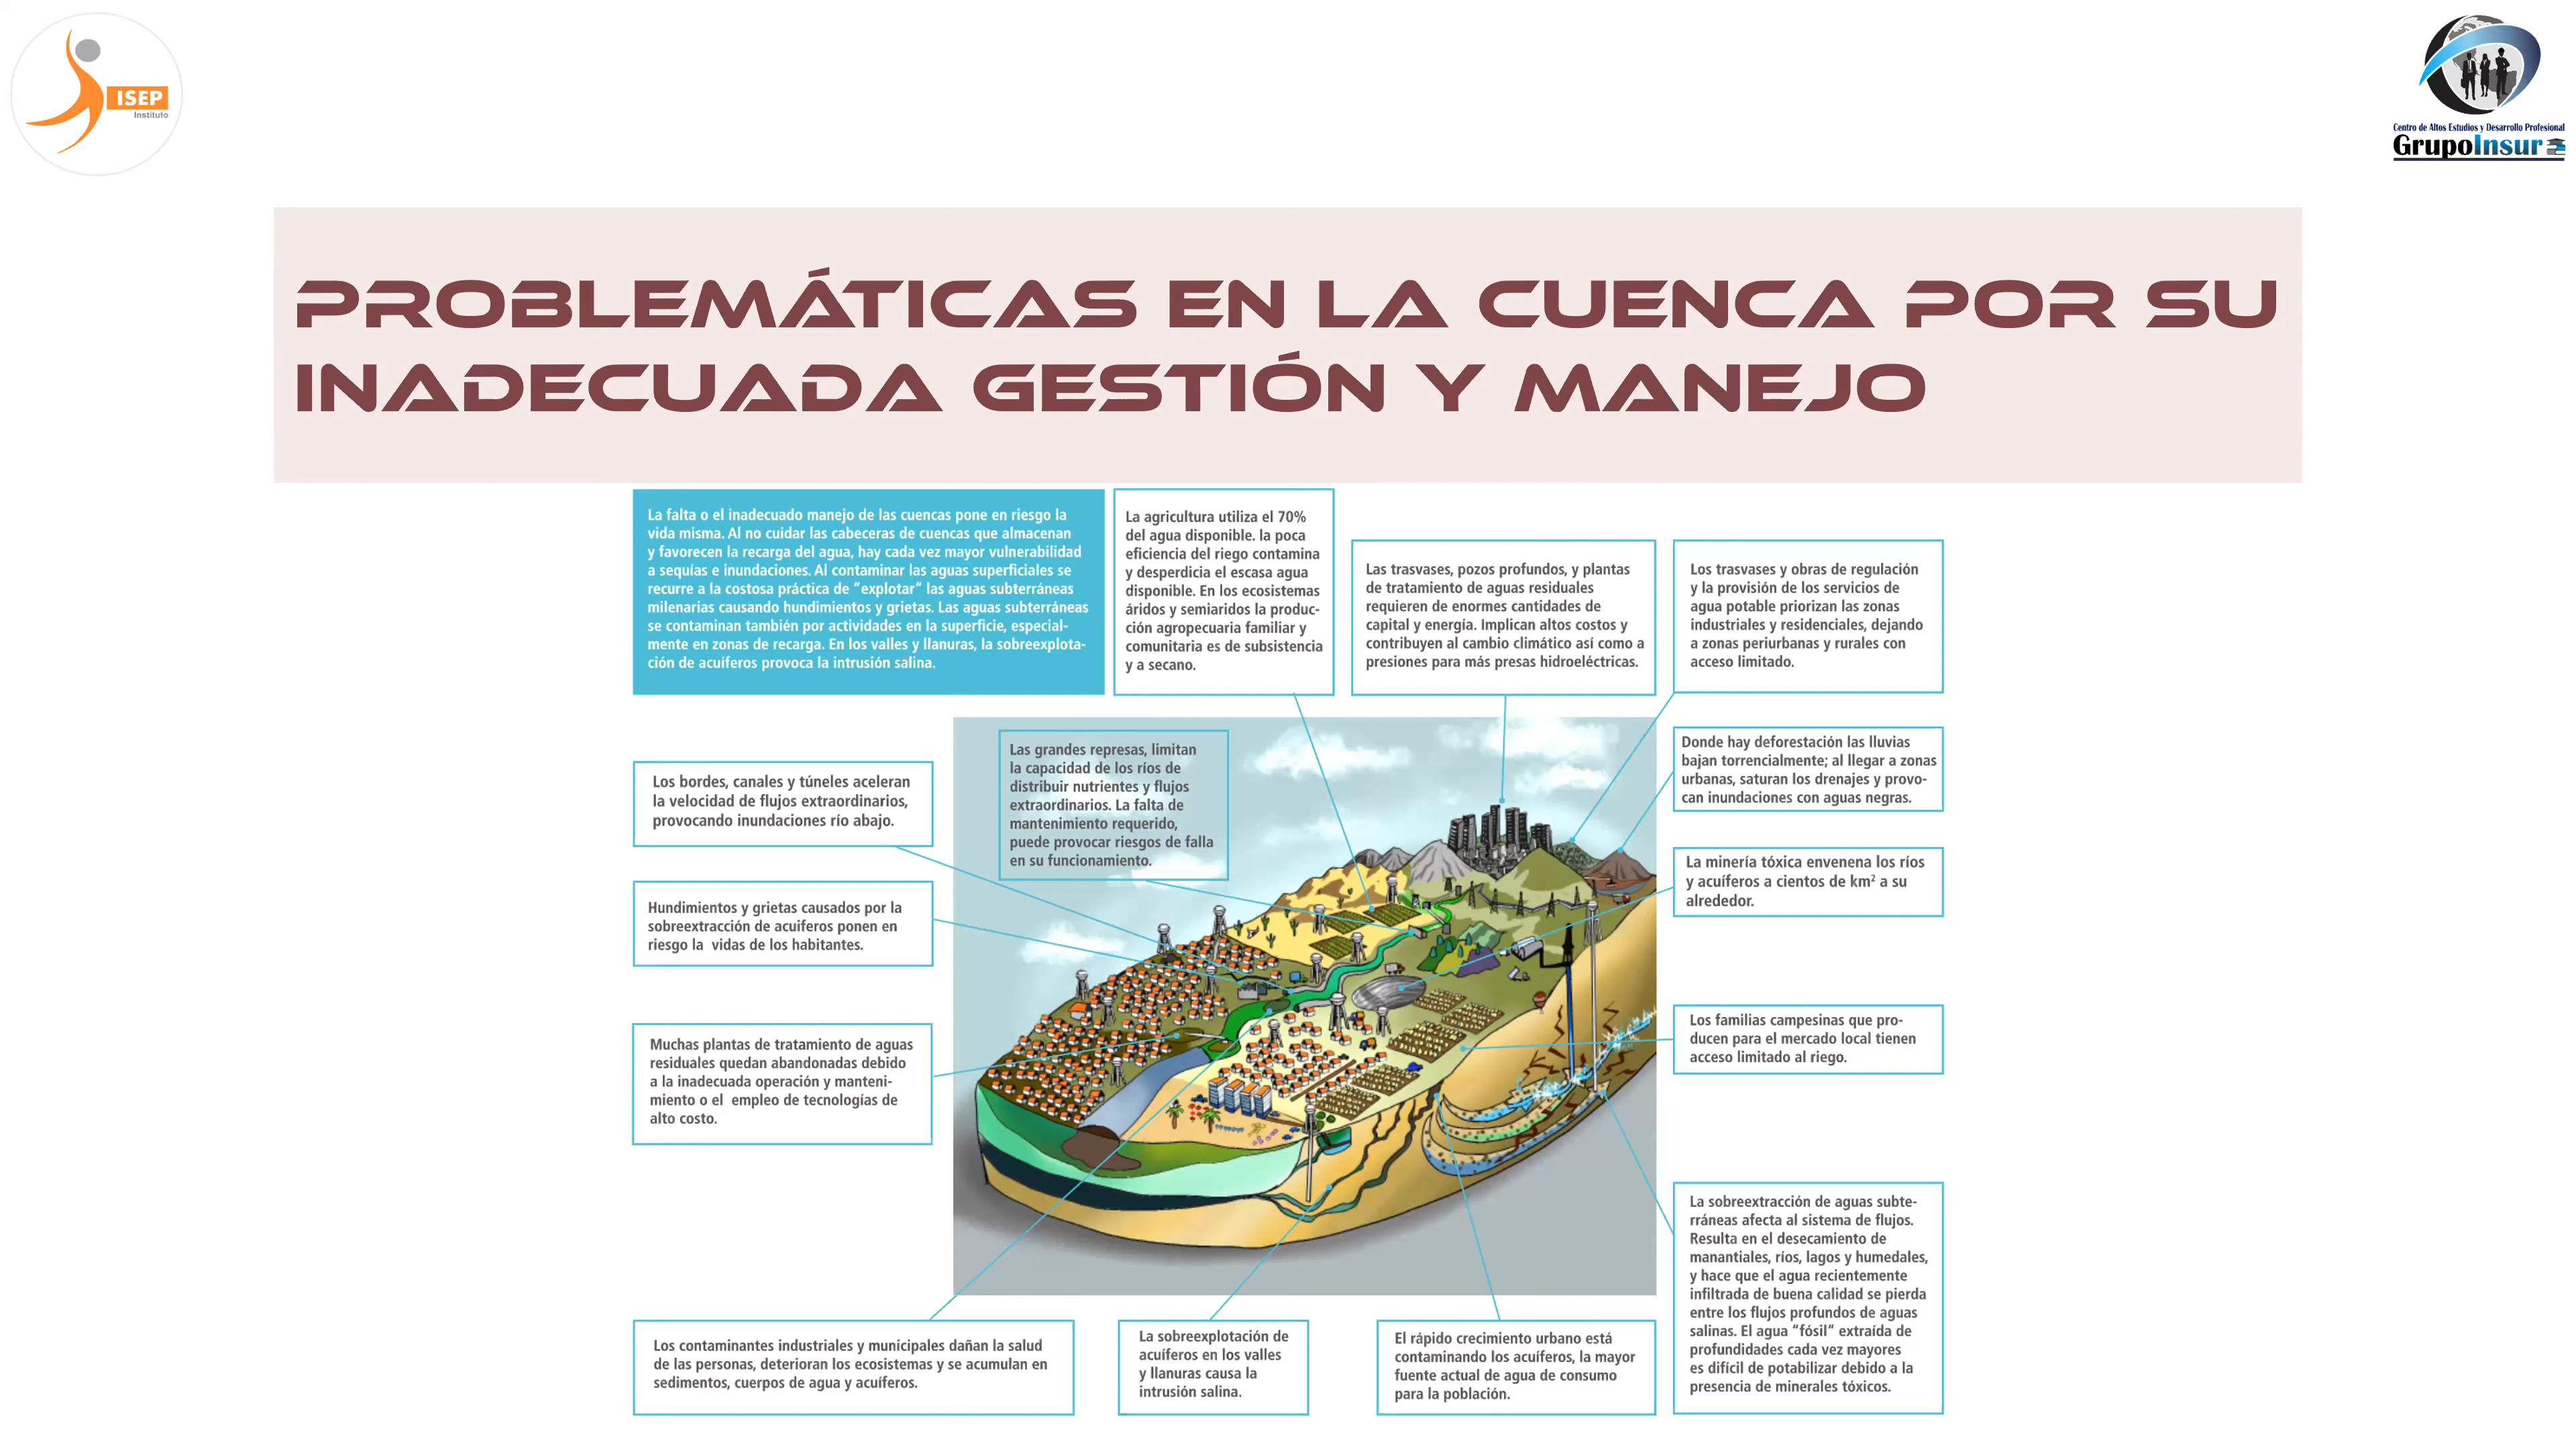 ISEP
Instituto
Centro de Altos Estudios y Desarrollo Profesional
GrupoInsur
PROBLEMÁTICAS EN LA CUENCA POR SU
INADECUADA GESTIÓN Y MANEJO
La falta o el inadecuado manejo de las cuencas pone en riesgo la
vida misma. Al no cuidar las cabeceras de cuencas que almacenan
y favorecen la recarga del agua, hay cada vez mayor vulnerabilidad
a sequías e inundaciones. Al contaminar las aguas superficiales se
recurre a la costosa práctica de "explotar" las aguas subterráneas
milenarias causando hundimientos y grietas. Las aguas subterráneas
se contaminan también por actividades en la superficie, especial-
mente en zonas de recarga. En los valles y llanuras, la sobreexplota-
ción de acuíferos provoca la intrusión salina.
La agricultura utiliza el 70%
del agua disponible. la poca
eficiencia del riego contamina
y desperdicia el escasa agua
disponible. En los ecosistemas
áridos y semiaridos la produc-
ción agropecuaria familiar y
comunitaria es de subsistencia
y a secano.
Las trasvases, pozos profundos, y plantas
de tratamiento de aguas residuales
requieren de enormes cantidades de
capital y energía. Implican altos costos y
contribuyen al cambio climático así como a
presiones para más presas hidroeléctricas.
Los trasvases y obras de regulación
y la provisión de los servicios de
agua potable priorizan las zonas
industriales y residenciales, dejando
a zonas periurbanas y rurales con
acceso limitado.
Las grandes represas, limitan
la capacidad de los ríos de
distribuir nutrientes y flujos
extraordinarios. La falta de
mantenimiento requerido,
puede provocar riesgos de falla
en su funcionamiento.
Donde hay deforestación las lluvias
bajan torrencialmente; al llegar a zonas
urbanas, saturan los drenajes y provo-
can inundaciones con aguas negras.
Los bordes, canales y túneles aceleran
la velocidad de flujos extraordinarios,
provocando inundaciones río abajo.
La minería tóxica envenena los ríos
y acuíferos a cientos de km² a su
alrededor.
Hundimientos y grietas causados por la
sobreextracción de acuiferos ponen en
riesgo la vidas de los habitantes.
Los familias campesinas que pro-
ducen para el mercado local tienen
acceso limitado al riego.
Muchas plantas de tratamiento de aguas
residuales quedan abandonadas debido
a la inadecuada operación y manteni-
miento o el empleo de tecnologías de
alto costo.
La sobreextracción de aguas subte-
rráneas afecta al sistema de flujos.
Resulta en el desecamiento de
manantiales, ríos, lagos y humedales,
y hace que el agua recientemente
infiltrada de buena calidad se pierda
entre los flujos profundos de aguas
salinas. El agua "fósil" extraída de
profundidades cada vez mayores
es difícil de potabilizar debido a la
presencia de minerales tóxicos.
Los contaminantes industriales y municipales dañan la salud
de las personas, deterioran los ecosistemas y se acumulan en
sedimentos, cuerpos de agua y acuíferos.
La sobreexplotación de
acuíferos en los valles
y llanuras causa la
intrusión salina.
El rápido crecimiento urbano está
contaminando los acuíferos, la mayor
fuente actual de agua de consumo
para la población.